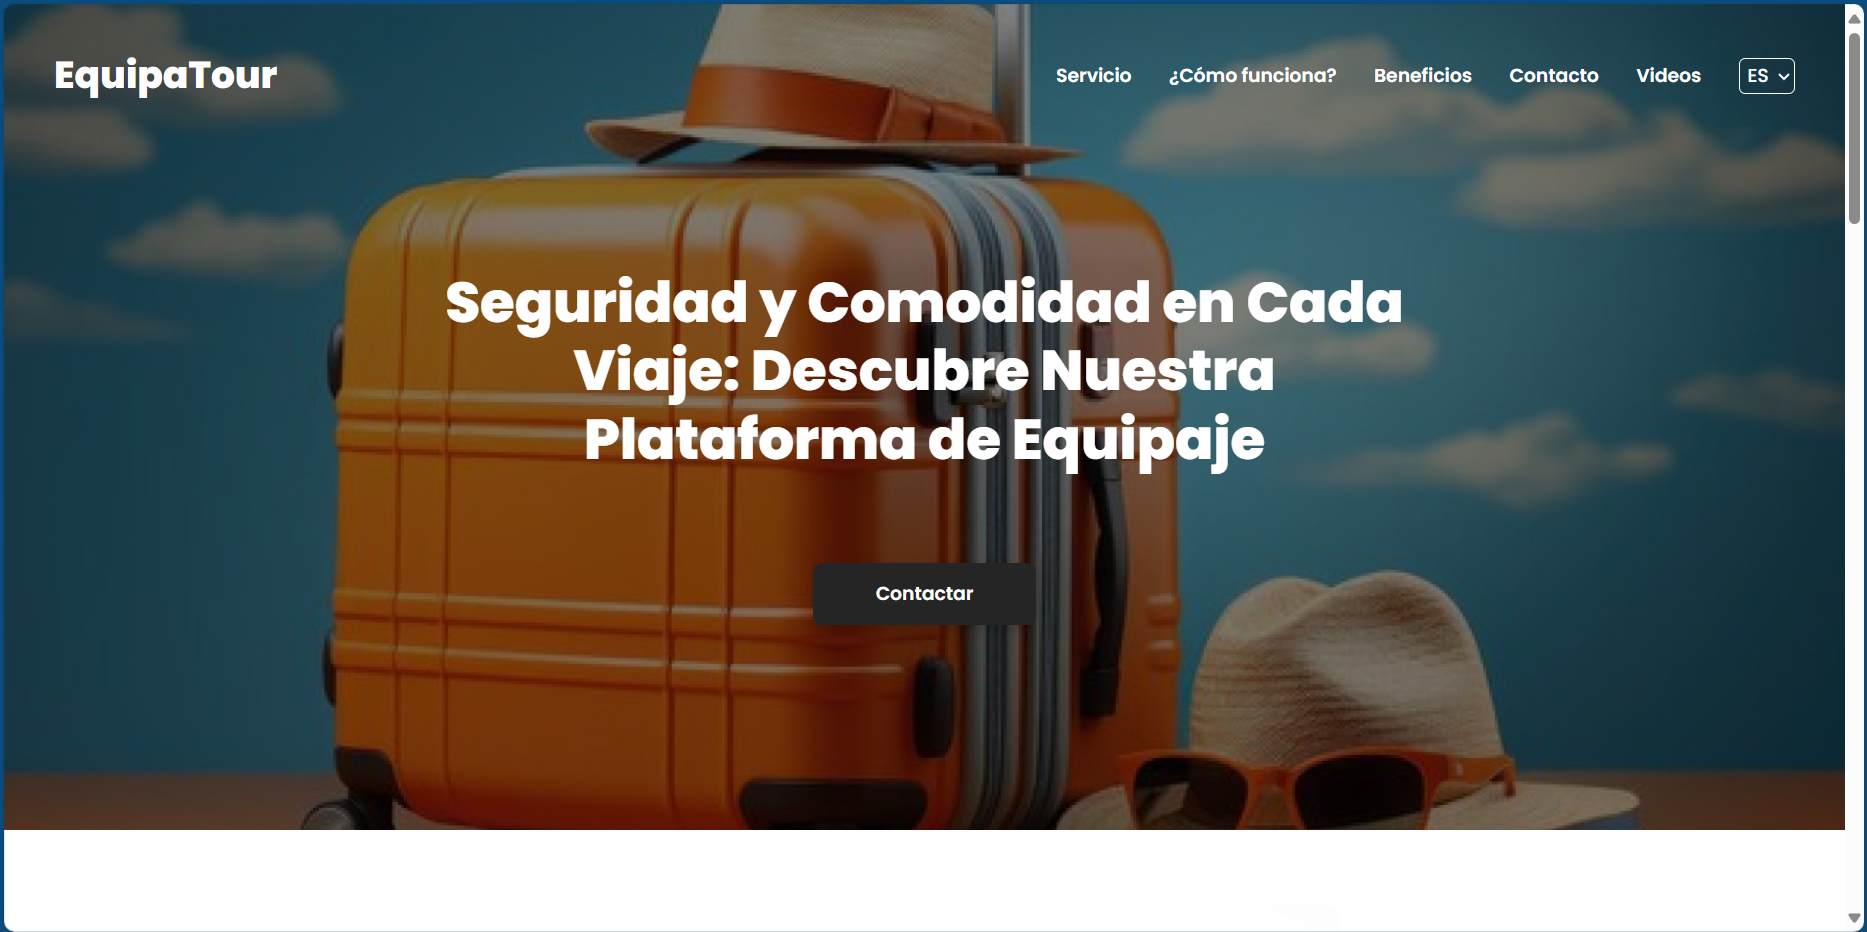 EquipaTour
Servicio ¿Cómo funciona? Beneficios Contacto Videos ES
Seguridad y Comodidad en Cada
Viaje: Descubre Nuestra
Plataforma de Equipaje
Contactar